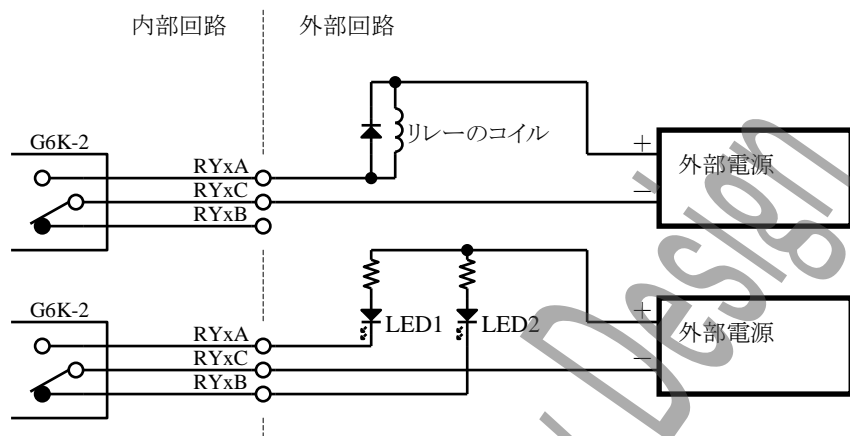 内部回路
外部回路
G6K-2
RYxA
RYxC
RYxB
リレーのコイル
+
−
外部電源
G6K-2
RYxA
RYxC
RYxB
LED1
LED2
+
−
外部電源
Design